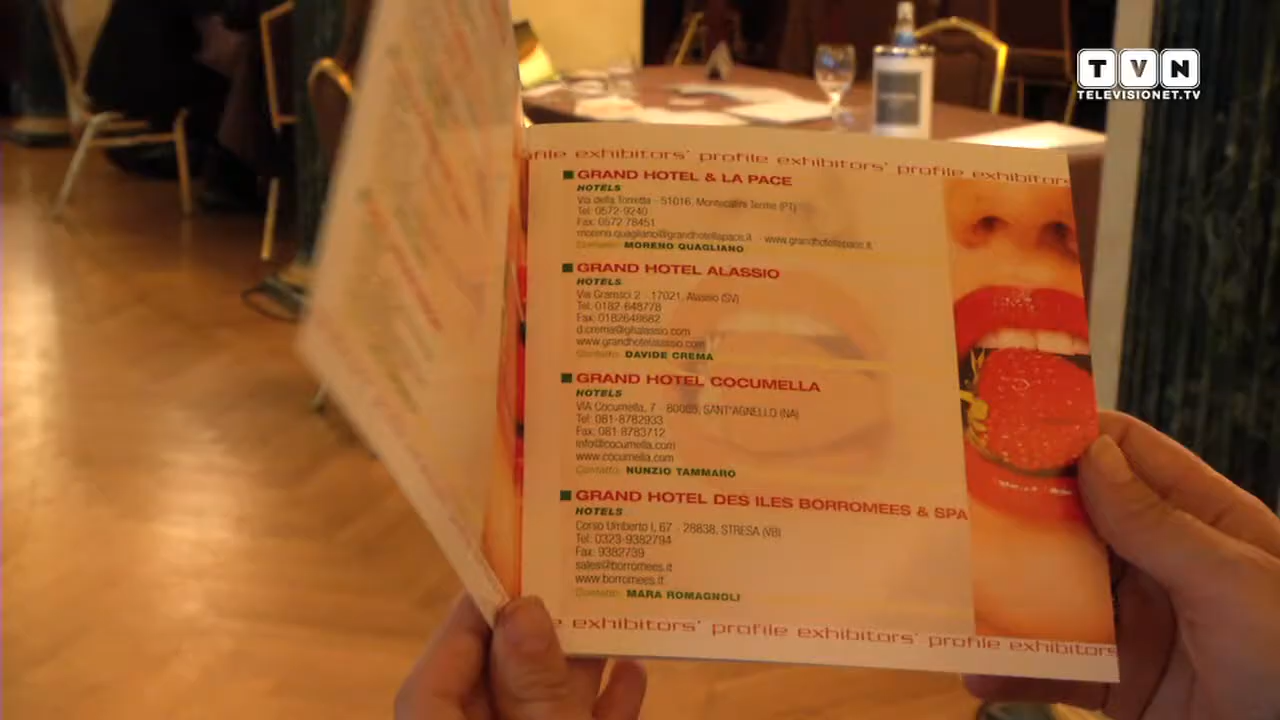 TVN
TELEVISIONET.TV
profile exhibitors' profile exhibitors' profile exhibitors
GRAND HOTEL & LA PACE
HOTELS
Via della Torretta - 51016, Montecatini Terme (PT)
Tel: 0572-9240
Fax: 0572 78451
moreno.quagliano@grandhotellapace.it - www.grandhotellapace.it
Contatto: MORENO QUAGLIANO
GRAND HOTEL ALASSIO
HOTELS
Via Gramsci 2 - 17021, Alassio (SV)
Tel: 0182-648778
Fax: 0182648682
d.crema@ghalassio.com
www.grandhotelalassio.com
Contatto: DAVIDE CREMA
GRAND HOTEL COCUMELLA
HOTELS
VIA Cocumella, 7 - 80065, SANT'AGNELLO (NA)
Tel: 081-8782933
Fax: 081-8783712
info@cocumella.com
www.cocumella.com
Contatto: NUNZIO TAMMARO
GRAND HOTEL DES ILES BORROMEES & SPA
HOTELS
Corso Umberto I, 67 - 28838, STRESA (VB)
Tel: 0323-9382794
Fax: 9382739
sales@borromees.it
www.borromees.it
Contatto: MARA ROMAGNOLI
exhibitors' profile exhibitors' profile exhibitors